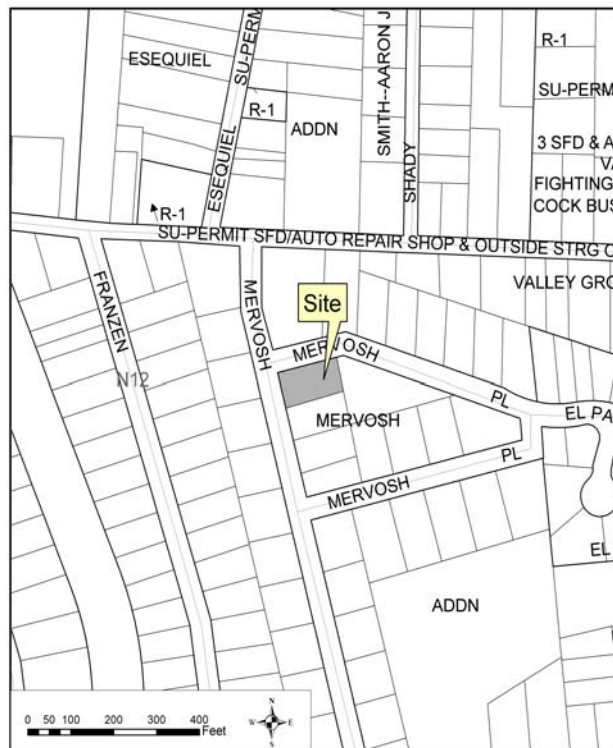 ESEQUIEL
SU-PERM
R-1
ADDN
SMITH--AARON J
R-1
SU-PERM
3 SFD & A
VA
FIGHTING
COCK BUS
ESEQUIEL
SHADY
R-1
SU-PERMIT SFD/AUTO REPAIR SHOP & OUTSIDE STRG C
VALLEY GRO
FRANZEN
MERVOSH
Site
MERVOSH
N12
PL
MERVOSH
EL PA
PL
MERVOSH
EL
ADDN
N
W E
S
0 50 100 200 300 400
Feet